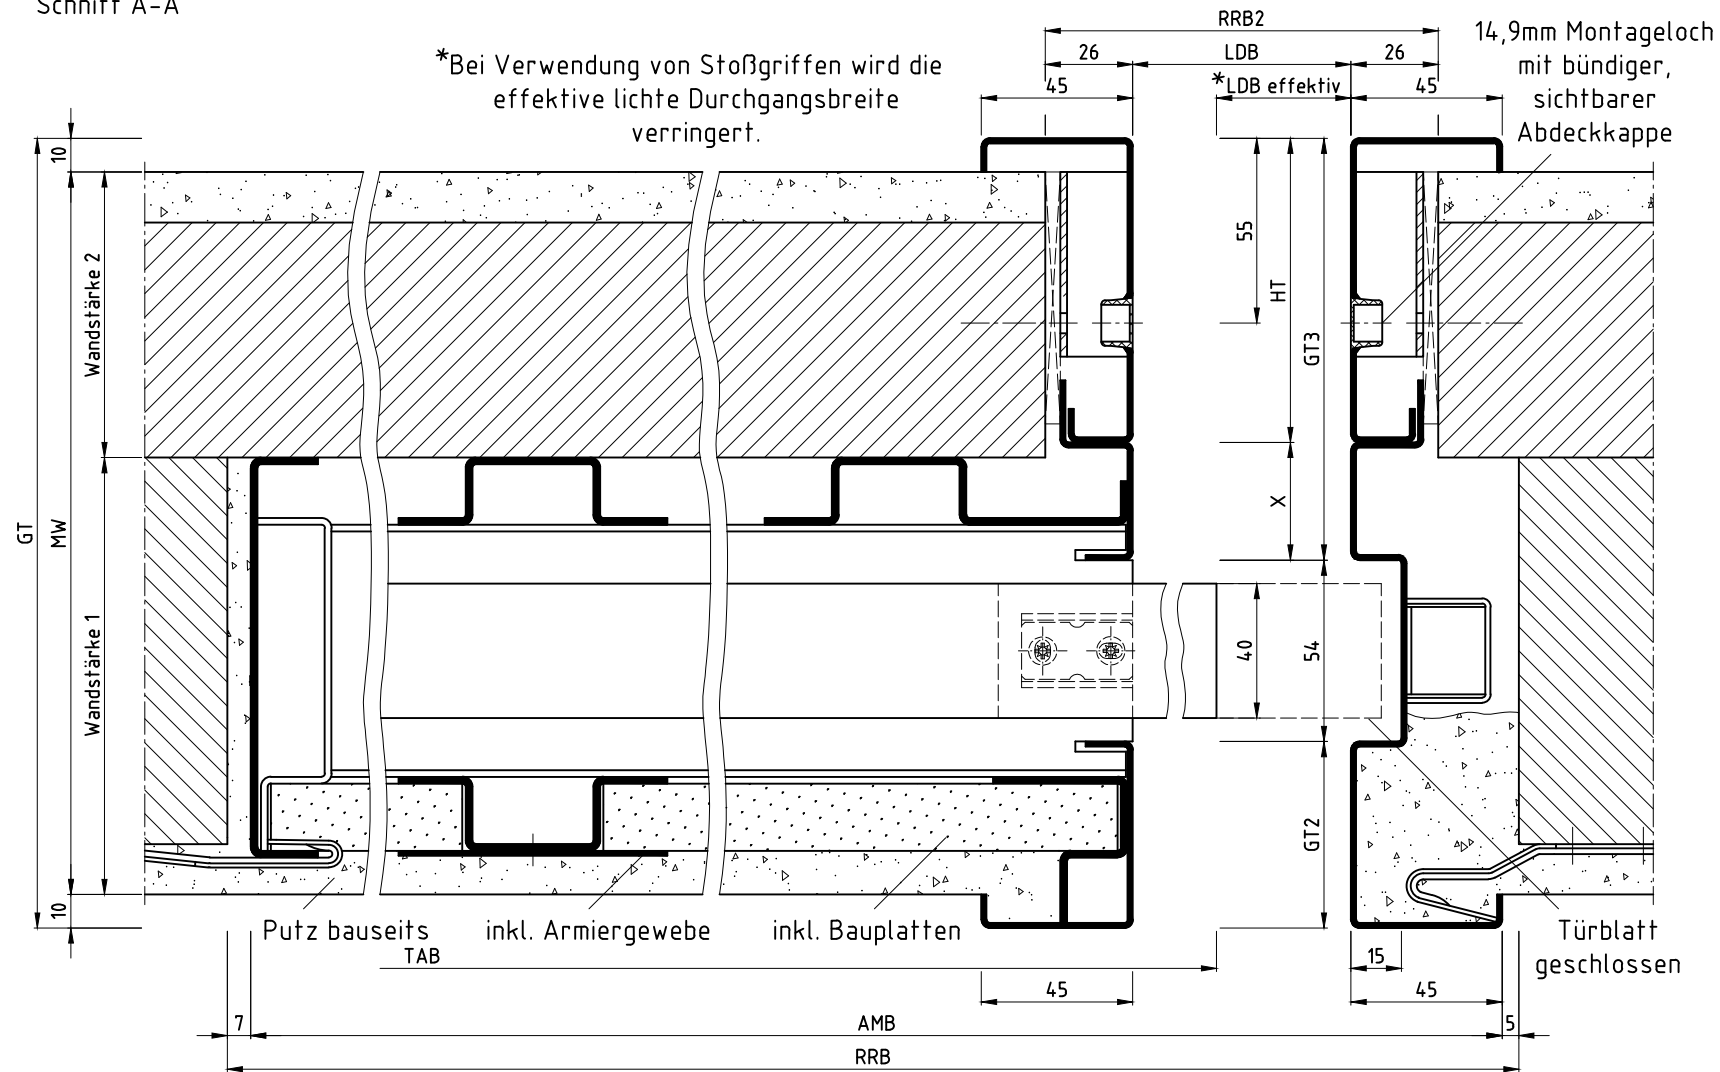 Schnitt A-A
RRB2
14,9mm Montageloch
mit bündiger,
sichtbarer
Abdeckkappe
*Bei Verwendung von Stoßgriffen wird die
effektive lichte Durchgangsbreite
verringert.
26
LDB
26
45
*LDB effektiv
45
10
55
HT
GT3
Wandstärke 2
GT
MW
X
Wandstärke 1
40
54
GT2
10
Putz bauseits
inkl. Armiergewebe
inkl. Bauplatten
Türblatt
geschlossen
TAB
15
45
45
7
AMB
5
RRB